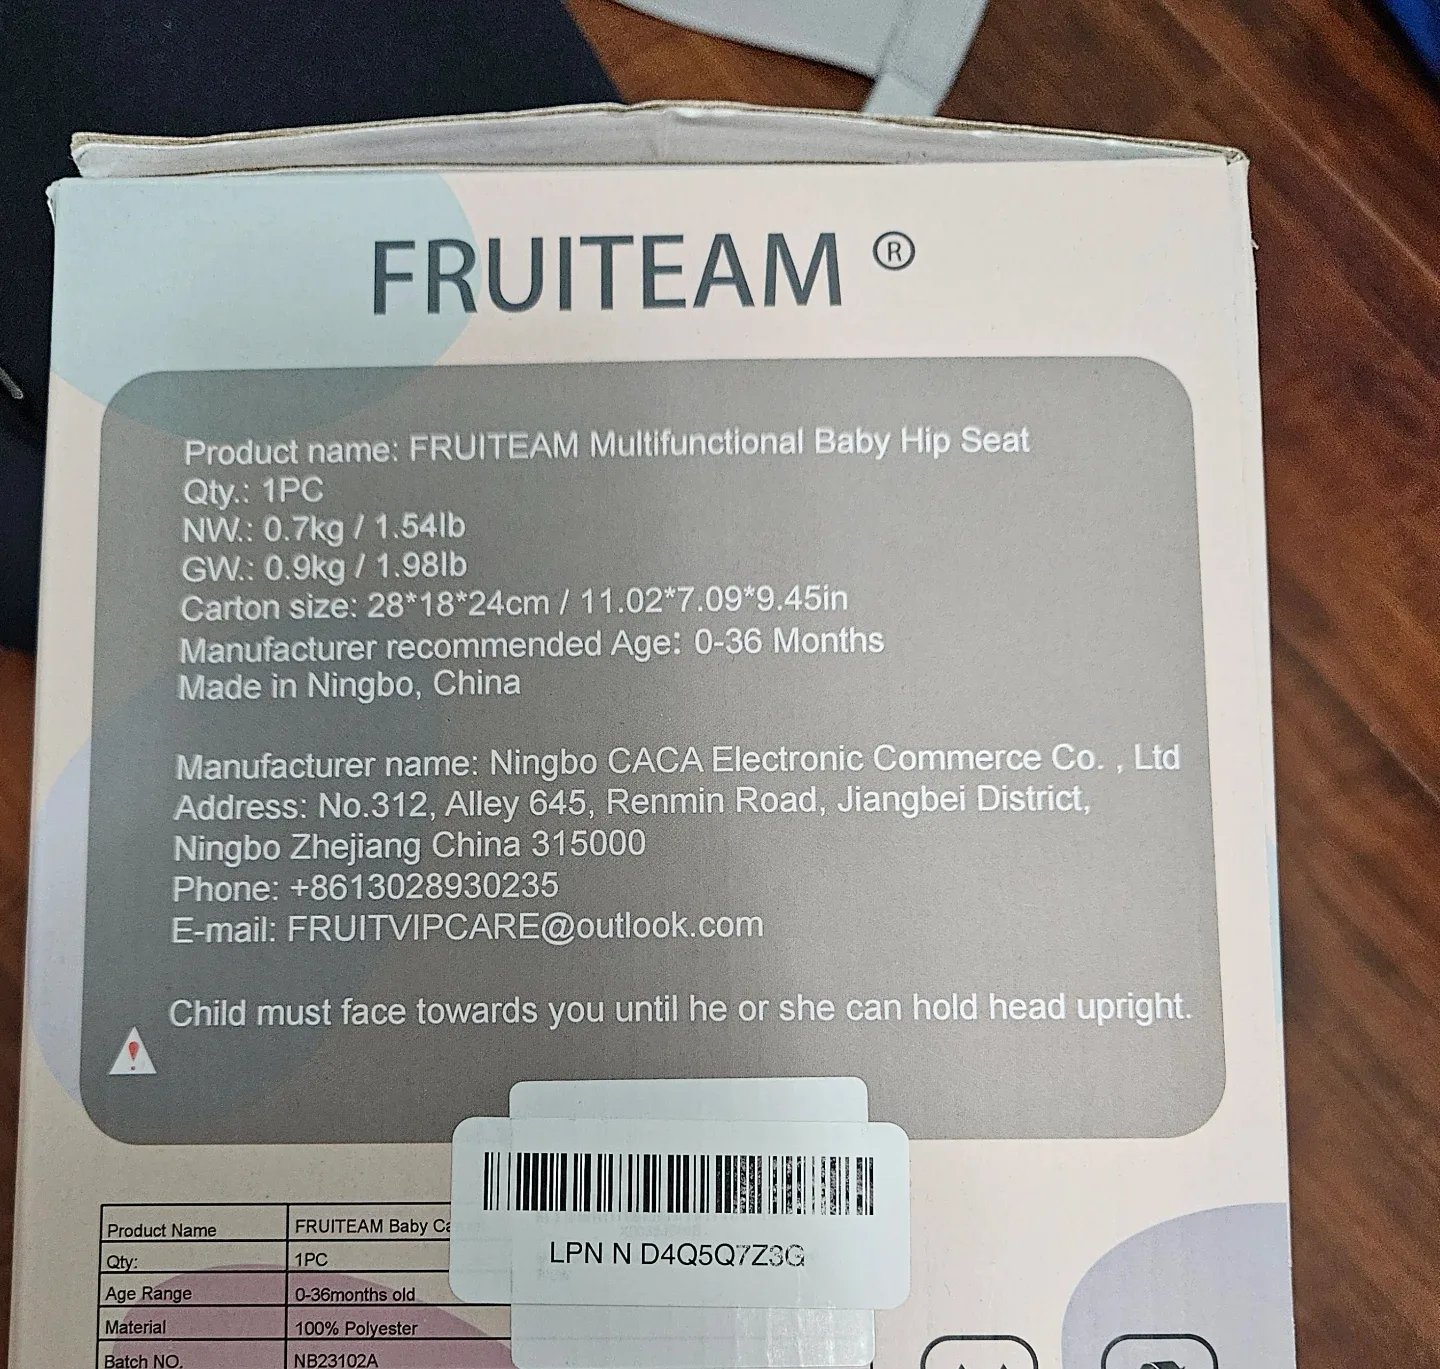 FRUITEAM ®
Product name: FRUITEAM Multifunctional Baby Hip Seat
Qty.: 1PC
NW.: 0.7kg / 1.54lb
GW.: 0.9kg / 1.98lb
Carton size: 28*18*24cm / 11.02*7.09*9.45in
Manufacturer recommended Age: 0-36 Months
Made in Ningbo, China
Manufacturer name: Ningbo CACA Electronic Commerce Co. , Ltd
Address: No.312, Alley 645, Renmin Road, Jiangbei District,
Ningbo Zhejiang China 315000
Phone: +8613028930235
E-mail: FRUITVIPCARE@outlook.com
Child must face towards you until he or she can hold head upright.
LPN N D4Q5Q7Z3G
Product Name FRUITEAM Baby
Qty: 1PC
Age Range 0-36months old
Material 100% Polyester
Batch NO. NB23102A